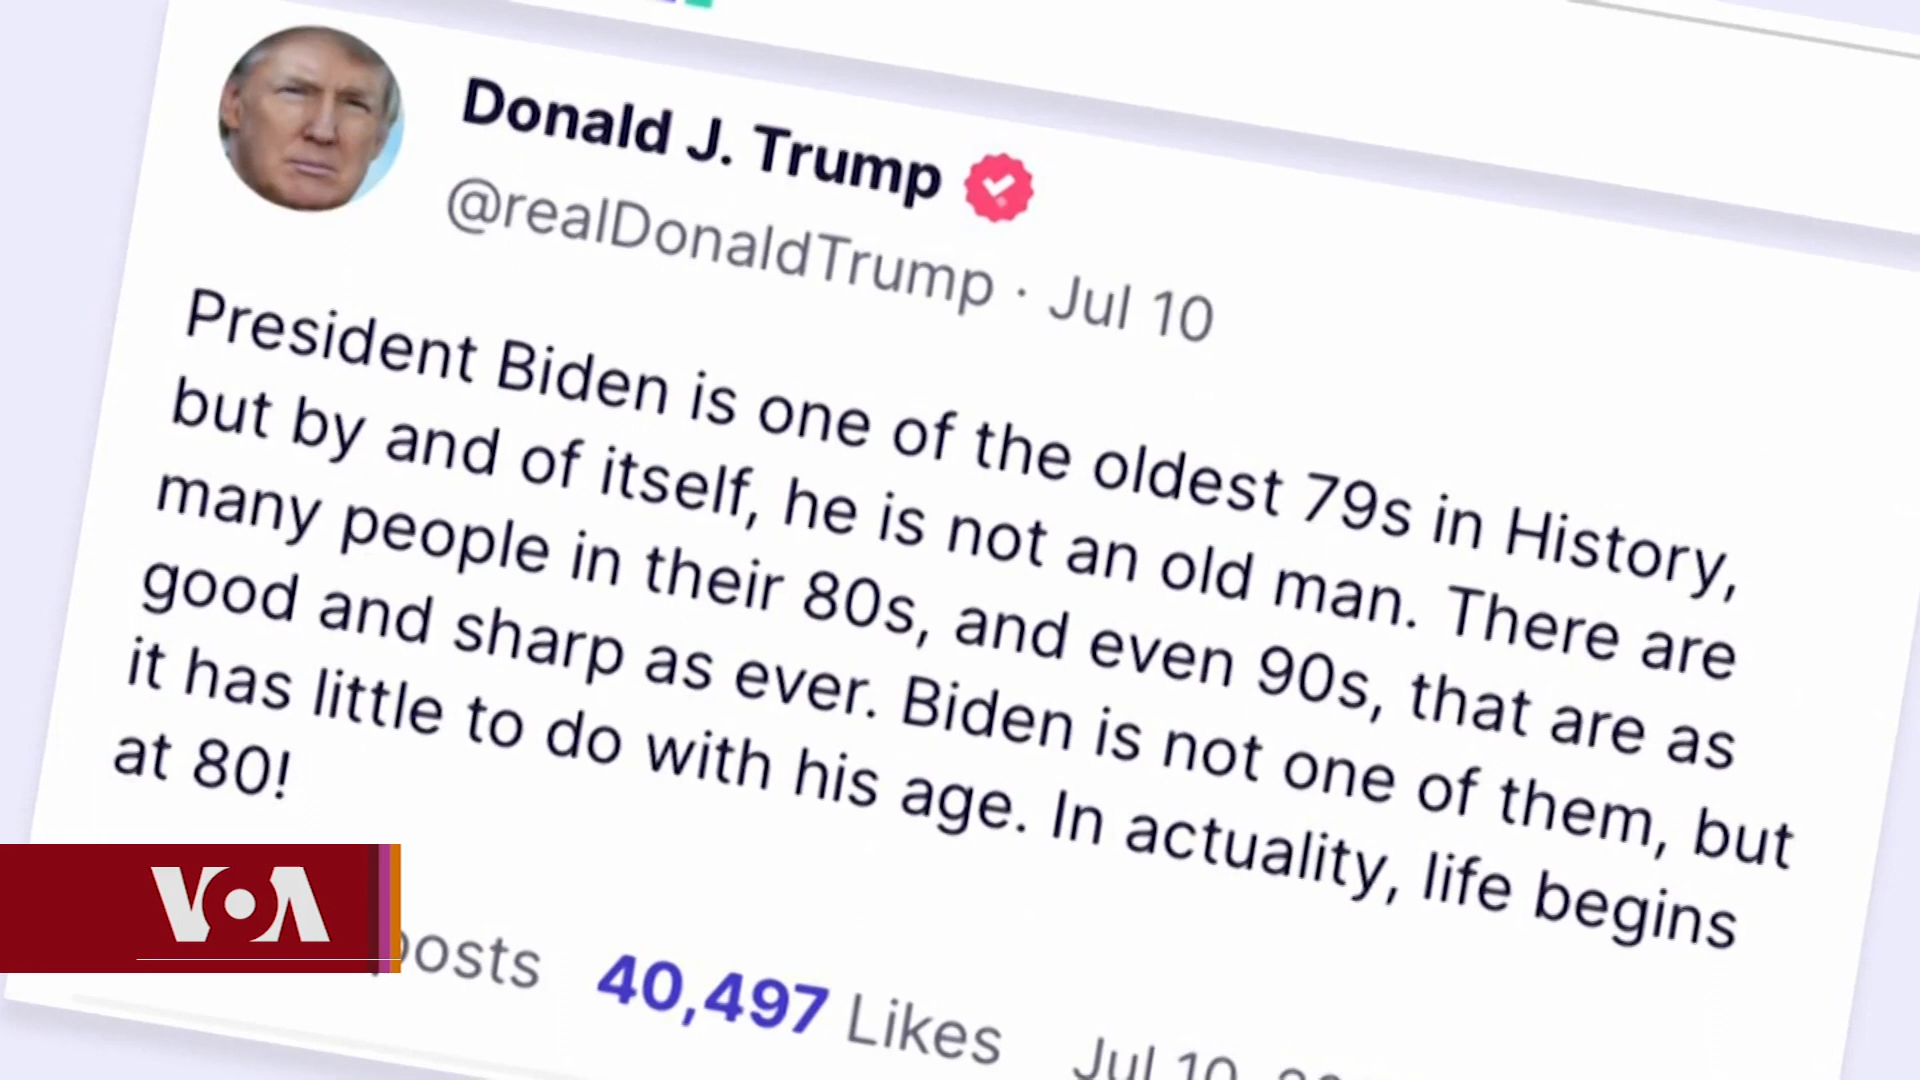 Donald J. Trump
@realDonaldTrump · Jul 10
President Biden is one of the oldest 79s in History,
but by and of itself, he is not an old man. There are
many people in their 80s, and even 90s, that are as
good and sharp as ever. Biden is not one of them, but
it has little to do with his age. In actuality, life begins
at 80!
posts 40,497 Likes Jul 10,
VOA